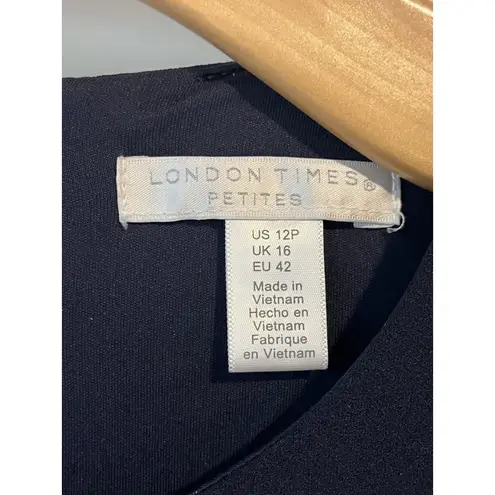 LONDON TIMES®
PETITES
US 12P
UK 16
EU 42
Made in
Vietnam
Hecho en
Vietnam
Fabrique
en Vietnam